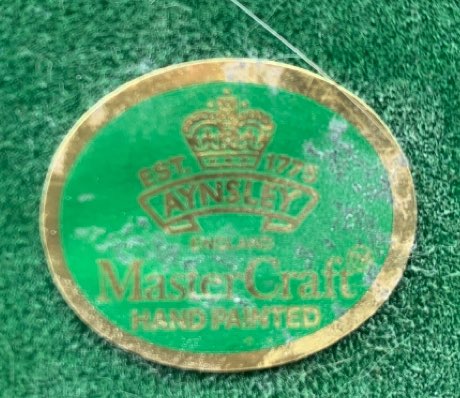 EST. 1775
AYNSLEY
ENGLAND
MasterCraft
HAND PAINTED